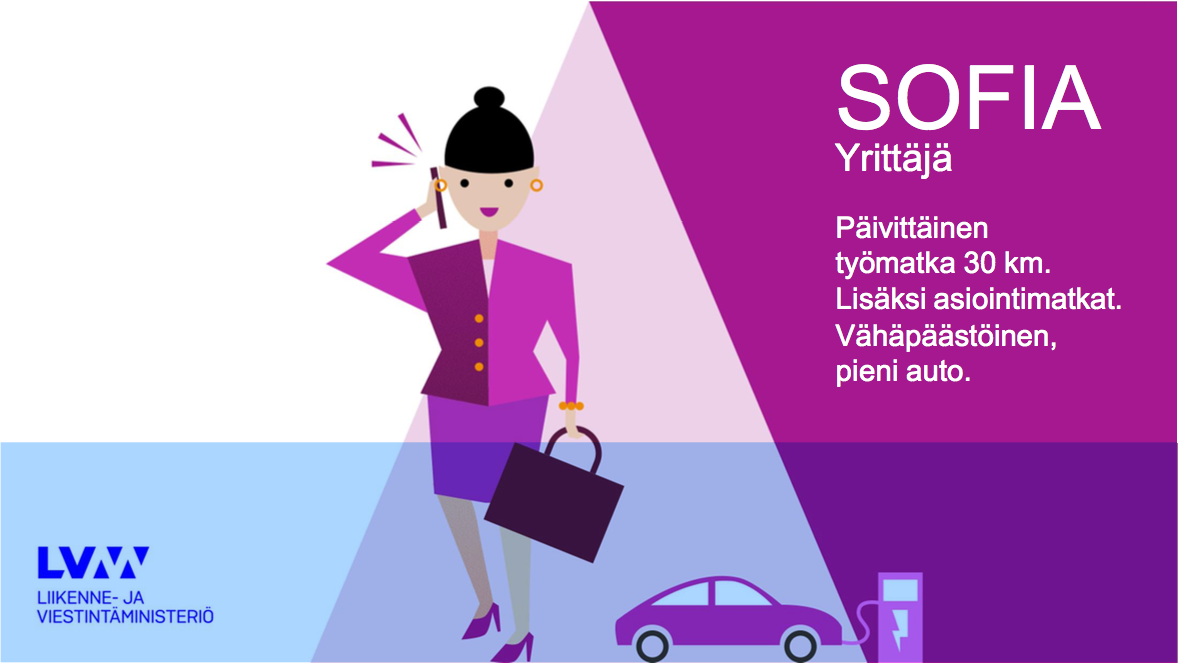 SOFIA
Yrittäjä
Päivittäinen
työmatka 30 km.
Lisäksi asiointimatkat.
Vähäpäästöinen,
pieni auto.
LVM
LIIKENNE- JA
VIESTINTÄMINISTERIÖ